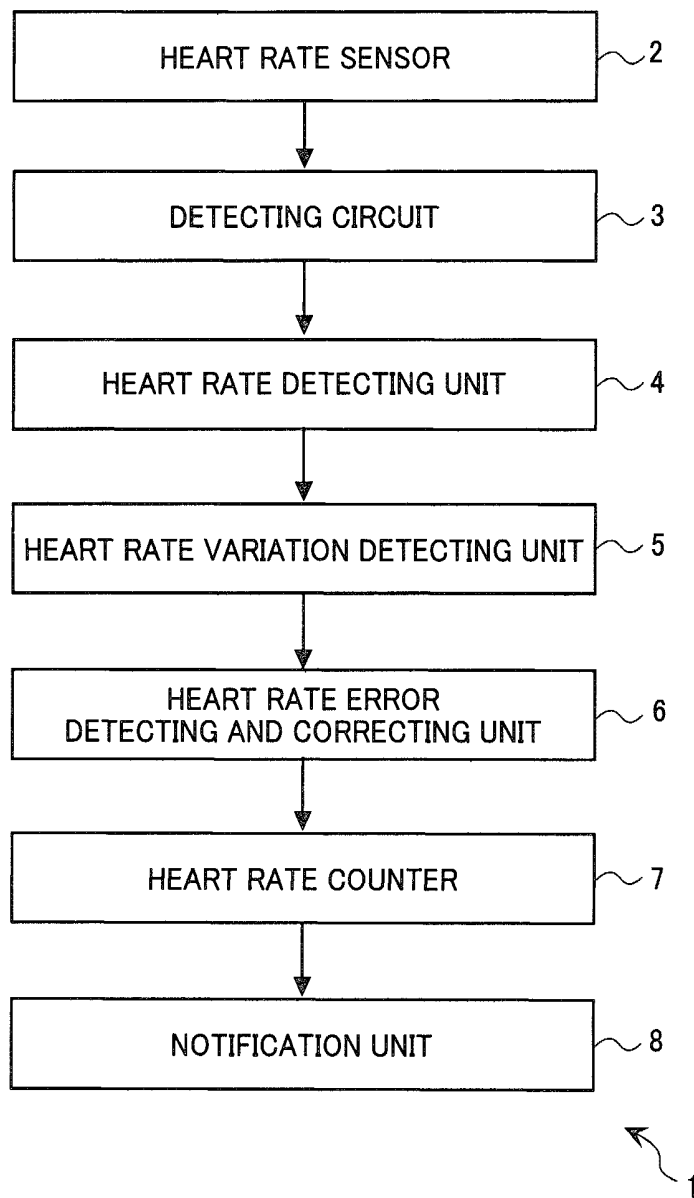 HEART RATE SENSOR 2
DETECTING CIRCUIT 3
HEART RATE DETECTING UNIT 4
HEART RATE VARIATION DETECTING UNIT 5
HEART RATE ERROR
DETECTING AND CORRECTING UNIT 6
HEART RATE COUNTER 7
NOTIFICATION UNIT 8
1